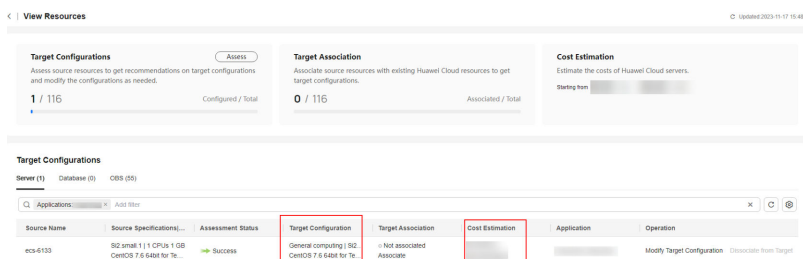 View Resources
Updated 2023-11-17 15:48
Target Configurations
Assess
Assess source resources to get recommendations on target configurations
and modify the configurations as needed.
1 / 116
Configured / Total
Target Association
Associate source resources with existing Huawei Cloud resources to get
target configurations.
0 / 116
Associated / Total
Cost Estimation
Estimate the costs of Huawei Cloud servers.
Starting from
Target Configurations
Server (1) Database (0) OBS (55)
Applications: × Add filter ×
Source Name Source Specifications|... Assessment Status Target Configuration Target Association Cost Estimation Application Operation
ecs-6133
SI2.small.1 | 1 CPUs 1 GB
CentOS 7.6 64bit for Te...
Success
General computing | SI2...
CentOS 7.6 64bit for Te...
Not associated
Associate
Modify Target Configuration Dissociate from Target